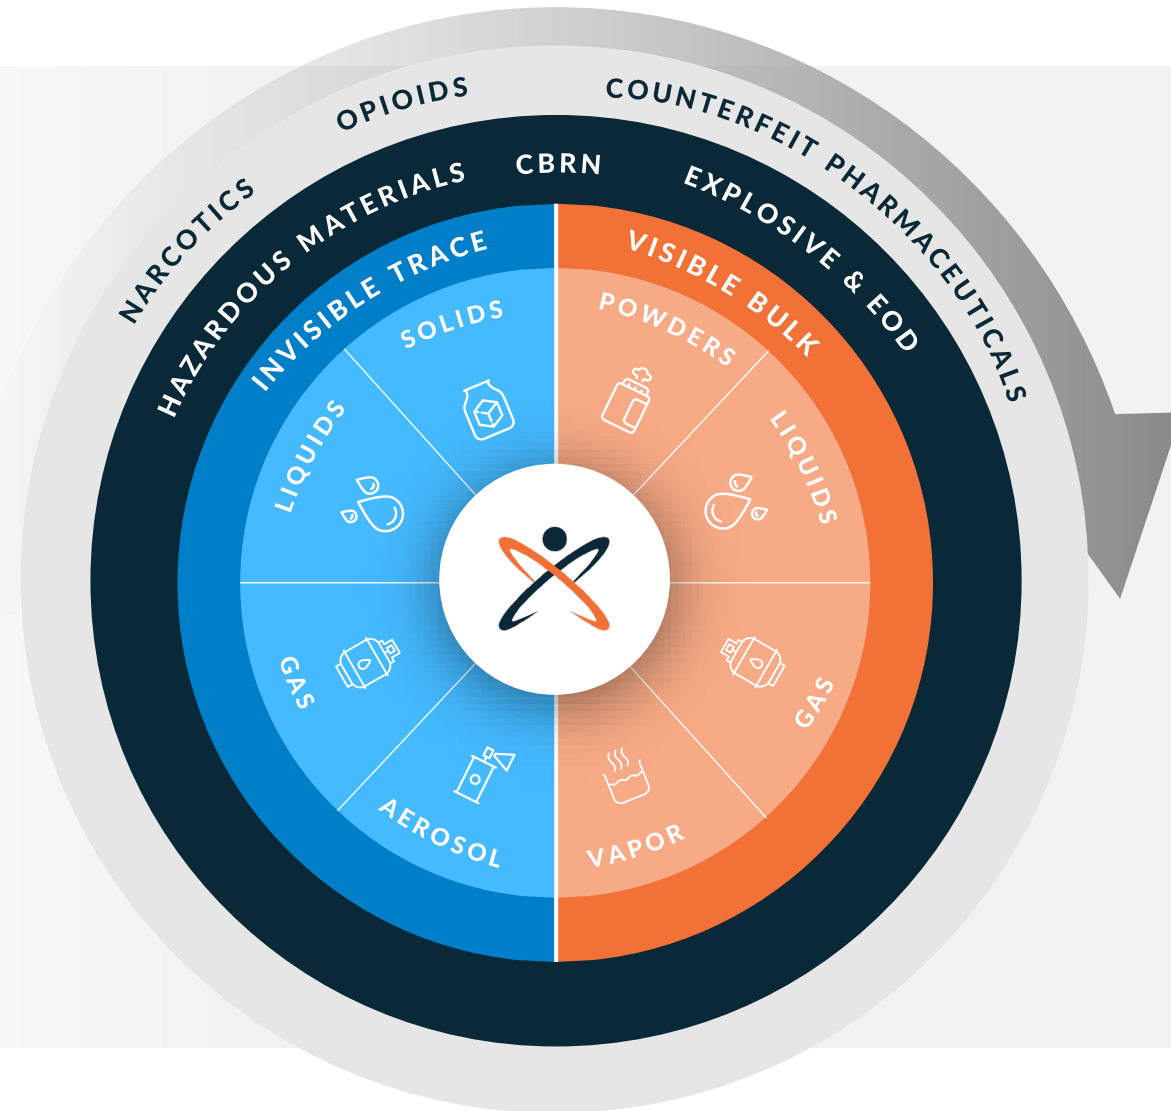 NARCOTICS
OPIOIDS
COUNTERFEIT PHARMACEUTICALS
HAZARDOUS MATERIALS
CBRN
EXPLOSIVE & EOD
INVISIBLE TRACE
VISIBLE BULK
SOLIDS
POWDERS
LIQUIDS
LIQUIDS
GAS
GAS
AEROSOL
VAPOR